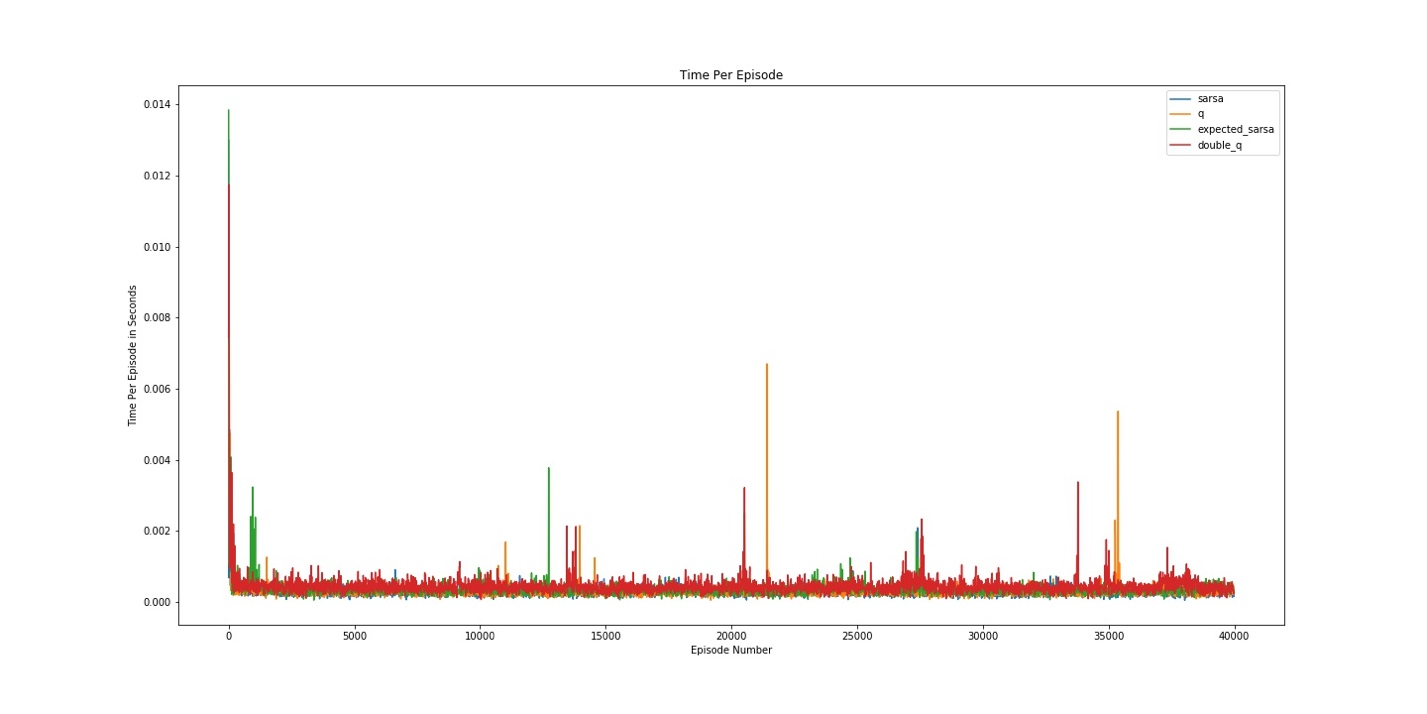 Time Per Episode
sarsa
q
expected_sarsa
double_q
0.014
0.012
0.010
0.008
0.006
0.004
0.002
0.000
Time Per Episode in Seconds
0 5000 10000 15000 20000 25000 30000 35000 40000
Episode Number